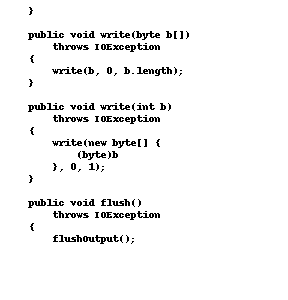 }

public void write(byte b[])
    throws IOException
{
    write(b, 0, b.length);
}

public void write(int b)
    throws IOException
{
    write(new byte[] {
        (byte)b
    }, 0, 1);
}

public void flush()
    throws IOException
{
    flushOutput();